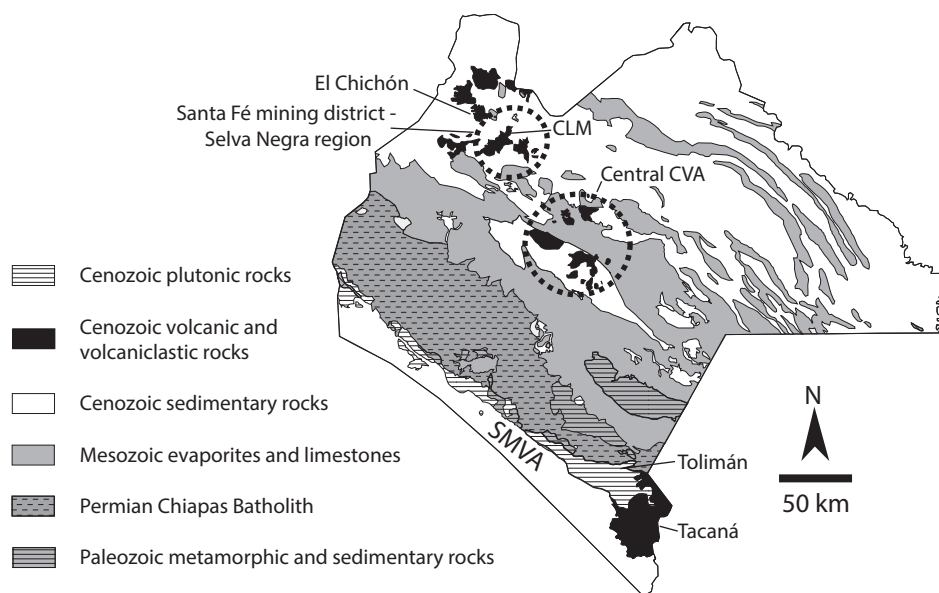 El Chichón
Santa Fé mining district -
Selva Negra region
CLM
Central CVA
Cenozoic plutonic rocks
Cenozoic volcanic and
volcaniclastic rocks
Cenozoic sedimentary rocks
Mesozoic evaporites and limestones
Permian Chiapas Batholith
Paleozoic metamorphic and sedimentary rocks
SMVA
Tolimán
Tacaná
N
50 km